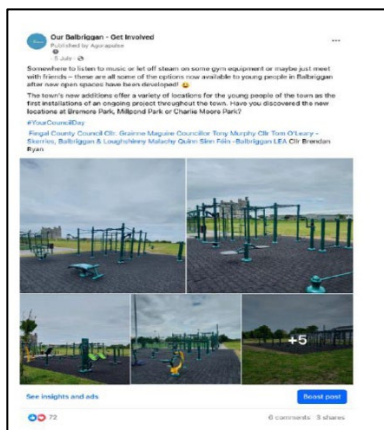 Our Balbriggan - Get Involved
Published by Agorapulse
5 July
Somewhere to listen to music or let off steam on some gym equipment or maybe just meet
with friends – these are all some of the options now available to young people in Balbriggan
after new open spaces have been developed! 😀
The town's new additions offer a variety of locations for the young people of the town as the
first installations of an ongoing project throughout the town. Have you discovered the new
locations at Bremore Park, Millpond Park or Charlie Moore Park?
#YourCouncilDay
Fingal County Council Cllr. Grainne Maguire Councillor Tony Murphy Cllr Tom O'Leary -
Skerries, Balbriggan & Loughshinny Malachy Quinn Sinn Féin -Balbriggan LEA Cllr Brendan
Ryan
+5
See insights and ads
Boost post
72
6 comments 3 shares